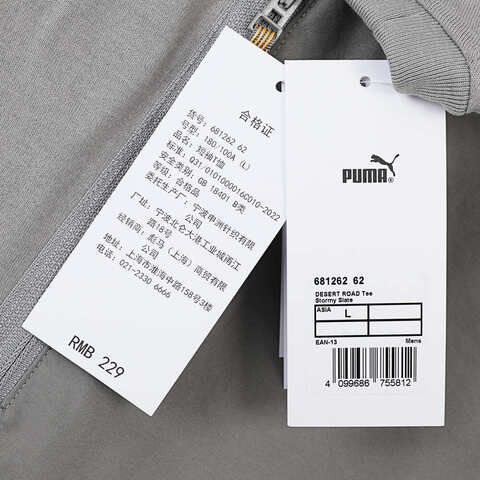 合格证
货号: 681262 62
型号: 180/100A (L)
品名: 短袖T恤
标准: Q31/0101000016C010-2022
安全类别: GB 18401 B类
等级: 合格品
委托生产厂: 宁波申洲针织有限公司
厂址: 宁波北仑大港工业城甬江路18号
经销商: 彪马 (上海) 商贸有限公司
地址: 上海市淮海中路158号3楼
电话: 021-2330 6666
RMB 229
PUMA®
681262 62
DESERT ROAD Tee
Stormy Slate
ASIA L
EAN-13 Mens
4 099686 755812